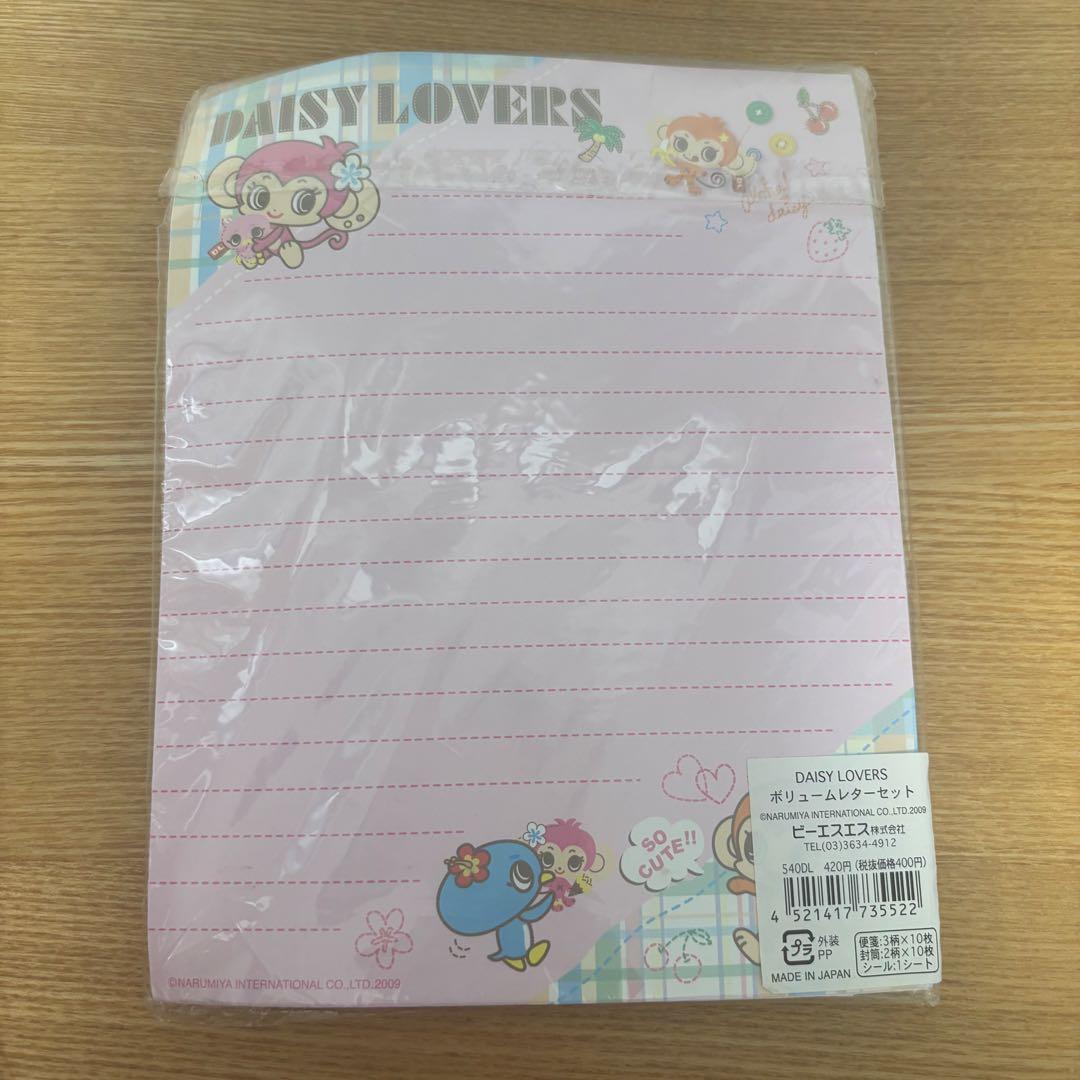 DAISY LOVERS
aloha!
daisy
SO
CUTE!!
©NARUMIYA INTERNATIONAL CO.,LTD.2009
DAISY LOVERS
ボリュームレターセット
©NARUMIYA INTERNATIONAL CO.,LTD.2009
ビーエスエス株式会社
TEL(03)3634-4912
540DL 420円(税抜価格400円)
4 521417 735522
プラ 外装
PP
便箋:3柄×10枚
封筒:2柄×10枚
シール:1シート
MADE IN JAPAN